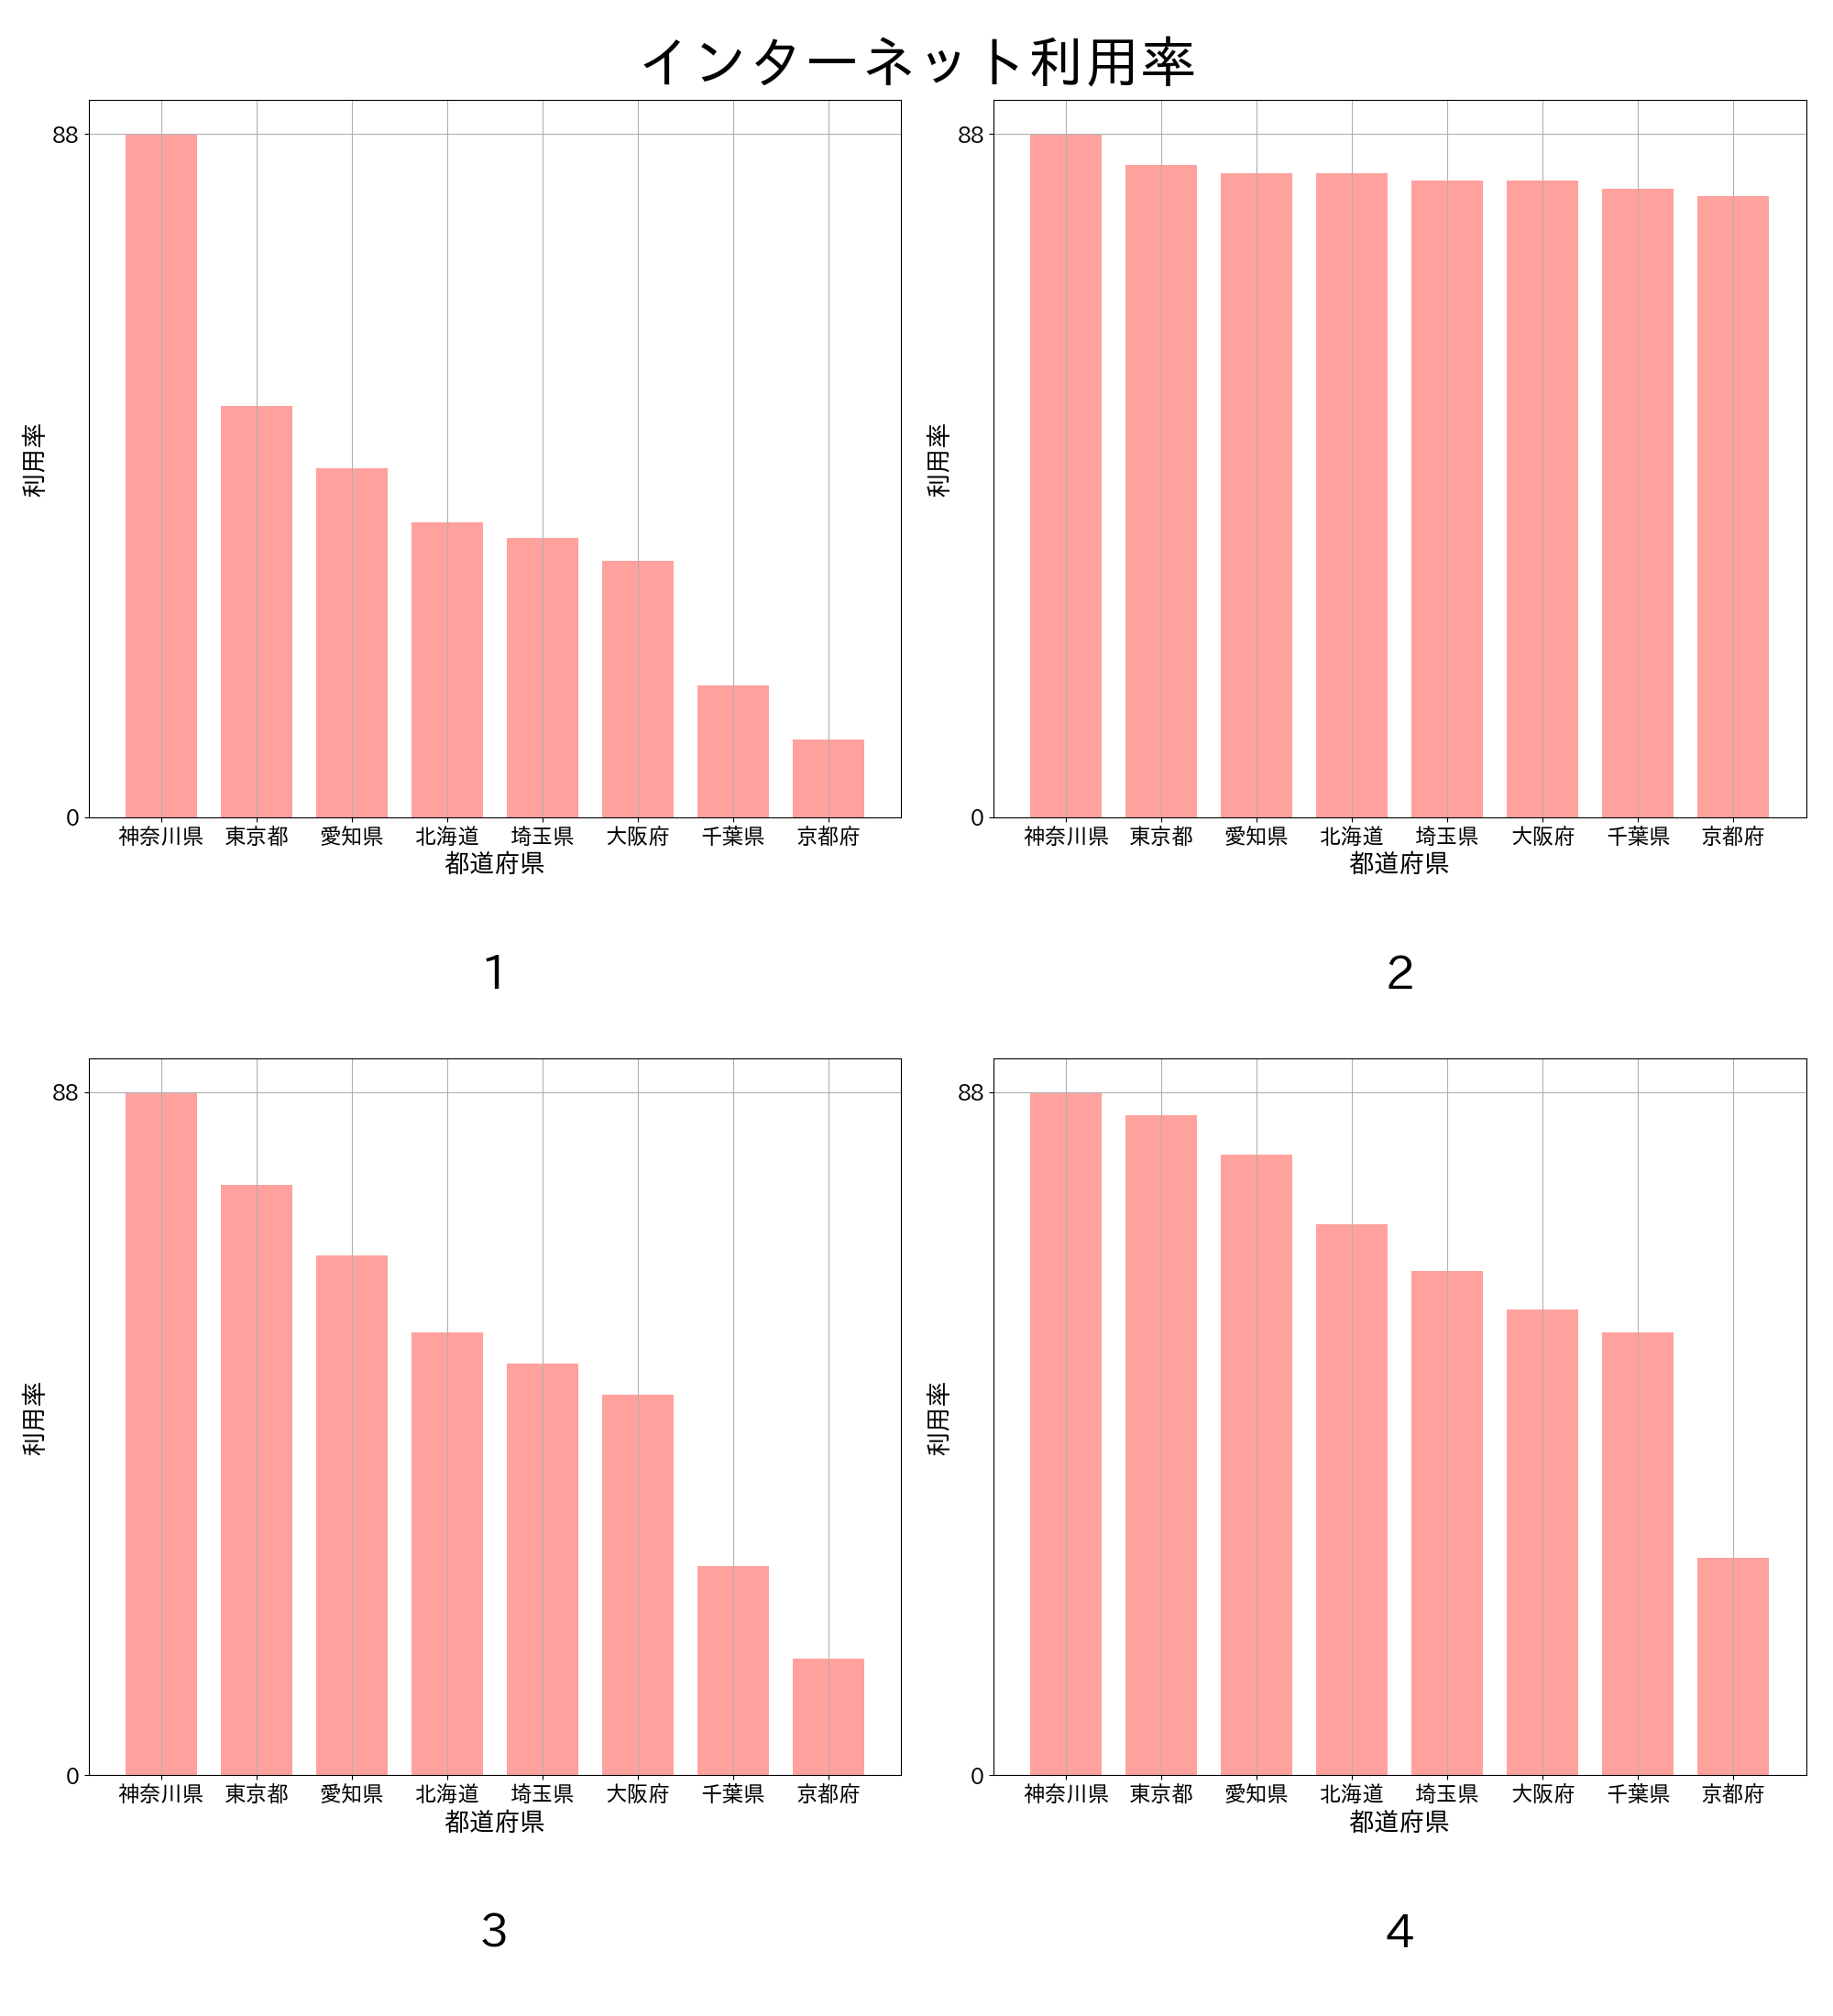 インターネット利用率
88
0
利用率
神奈川県 東京都 愛知県 北海道 埼玉県 大阪府 千葉県 京都府
都道府県
1
88
0
利用率
神奈川県 東京都 愛知県 北海道 埼玉県 大阪府 千葉県 京都府
都道府県
2
88
0
利用率
神奈川県 東京都 愛知県 北海道 埼玉県 大阪府 千葉県 京都府
都道府県
3
88
0
利用率
神奈川県 東京都 愛知県 北海道 埼玉県 大阪府 千葉県 京都府
都道府県
4